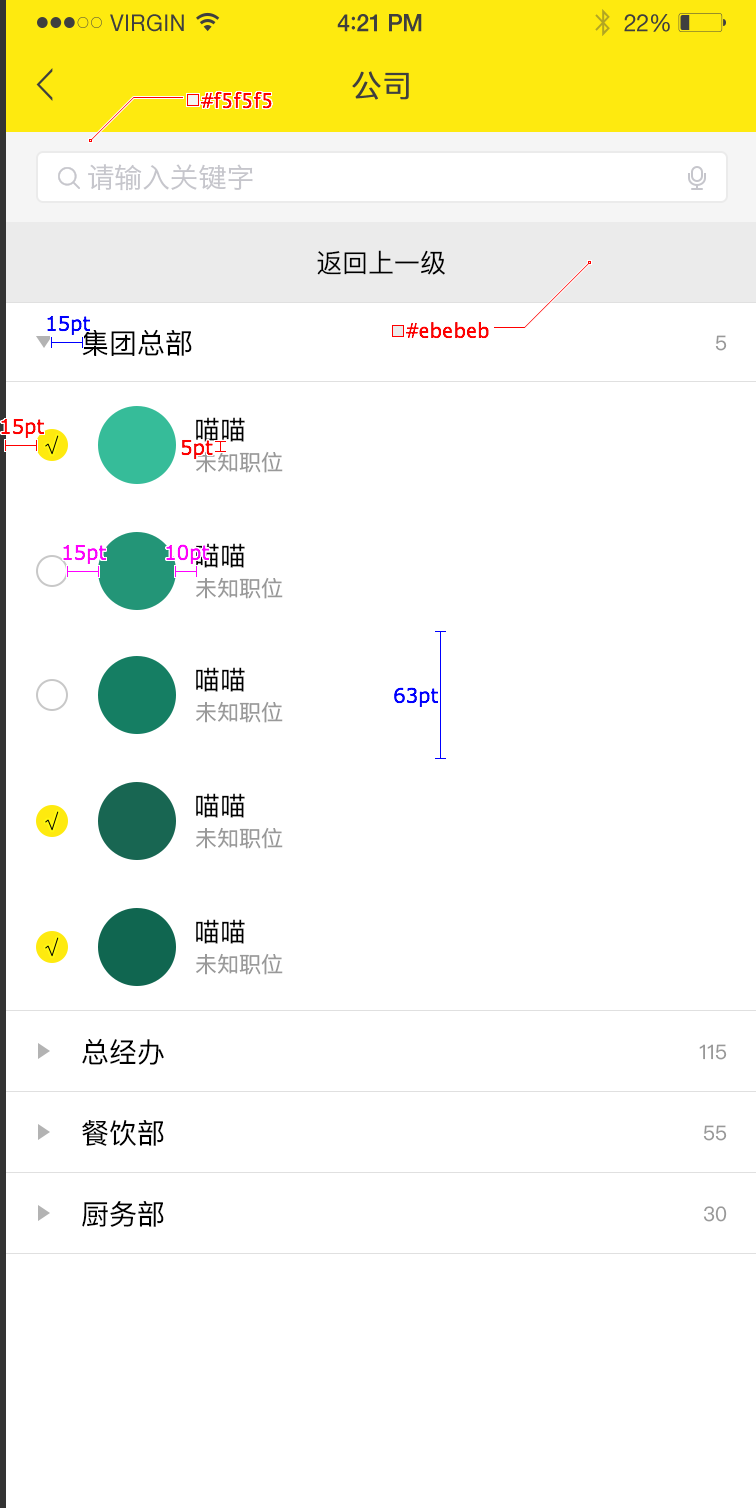 VIRGIN 4:21 PM 22%
公司
#f5f5f5
请输入关键字
返回上一级
15pt
#ebebeb
集团总部 5
15pt
√
喵喵
5pt
未知职位
15pt
10pt
喵喵
未知职位
喵喵
63pt
未知职位
√
喵喵
未知职位
√
喵喵
未知职位
总经办 115
餐饮部 55
厨务部 30